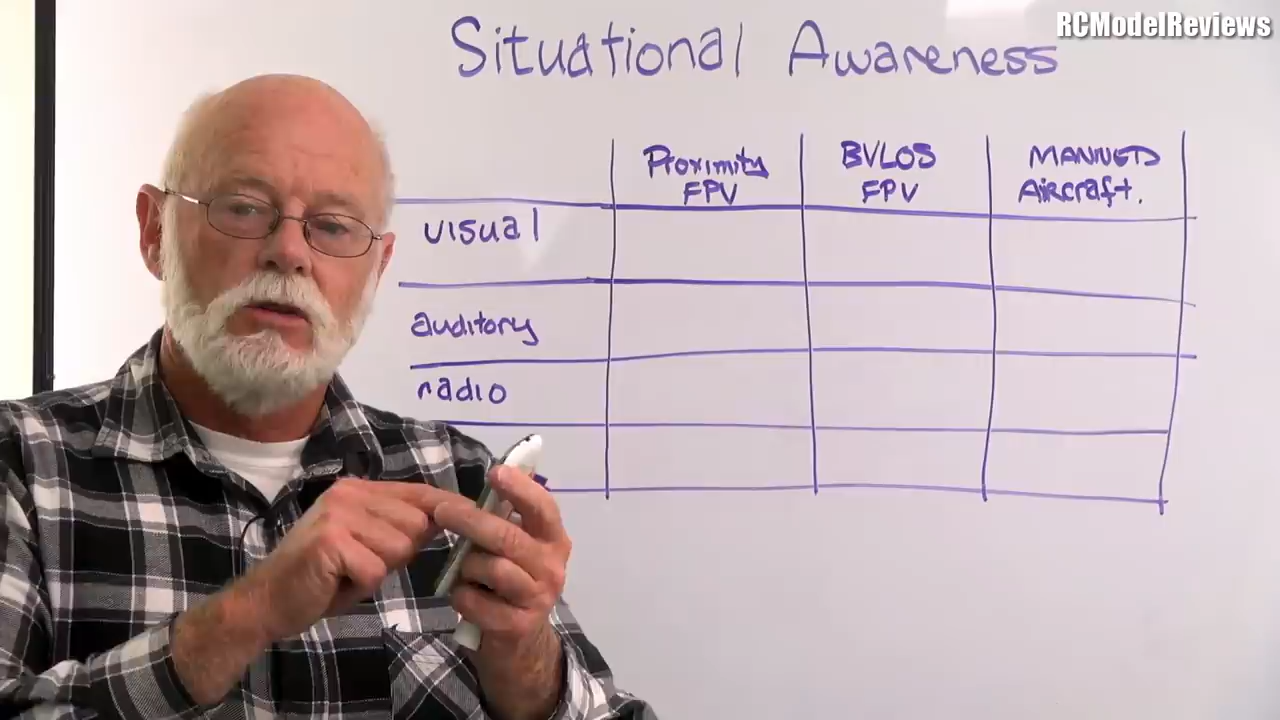 RCModelReviews
Situational Awareness
Proximity FPV
BVLOS FPV
MANNED Aircraft.
visual
auditory
radio